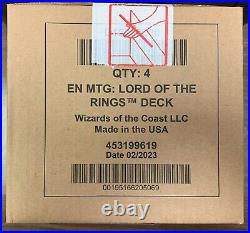 QTY: 4
EN MTG: LORD OF THE
RINGS™ DECK
Wizards of the Coast LLC
Made in the USA
453199619
Date 02/2023
00195166205069